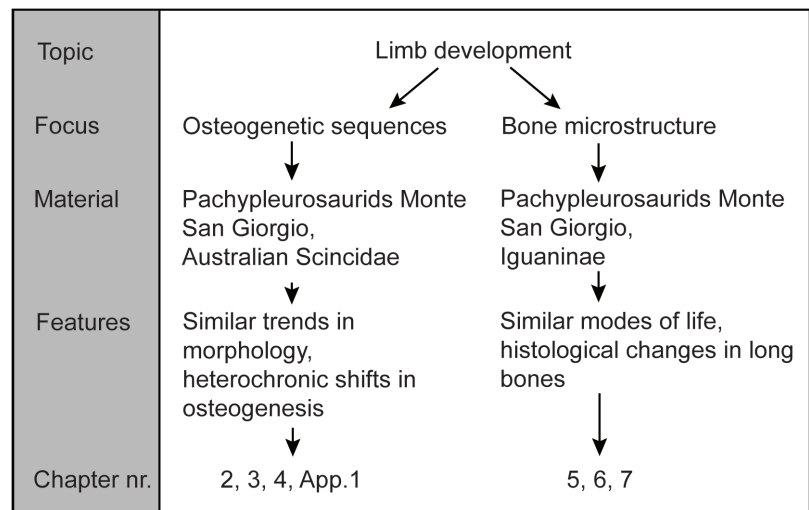 Topic
Limb development
Focus
Osteogenetic sequences
Bone microstructure
Material
Pachypleurosaurids Monte
San Giorgio,
Australian Scincidae
Pachypleurosaurids Monte
San Giorgio,
Iguaninae
Features
Similar trends in
morphology,
heterochronic shifts in
osteogenesis
Similar modes of life,
histological changes in long
bones
Chapter nr.
2, 3, 4, App.1
5, 6, 7